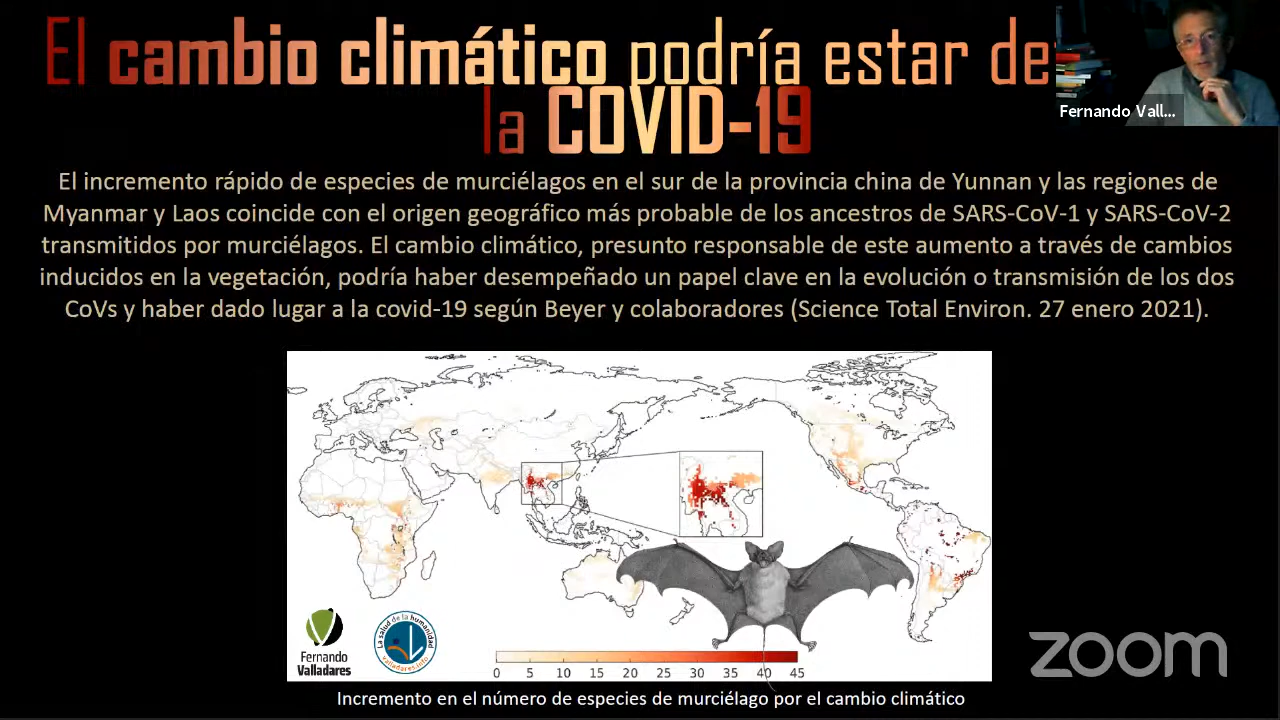 El cambio climático podría estar de
la COVID-19
Fernando Vall...
El incremento rápido de especies de murciélagos en el sur de la provincia china de Yunnan y las regiones de
Myanmar y Laos coincide con el origen geográfico más probable de los ancestros de SARS-CoV-1 y SARS-CoV-2
transmitidos por murciélagos. El cambio climático, presunto responsable de este aumento a través de cambios
inducidos en la vegetación, podría haber desempeñado un papel clave en la evolución o transmisión de los dos
CoVs y haber dado lugar a la covid-19 según Beyer y colaboradores (Science Total Environ. 27 enero 2021).
Fernando
Valladares
La salud de la humanidad
valladares.info
0 5 10 15 20 25 30 35 40 45
zoom
Incremento en el número de especies de murciélago por el cambio climático